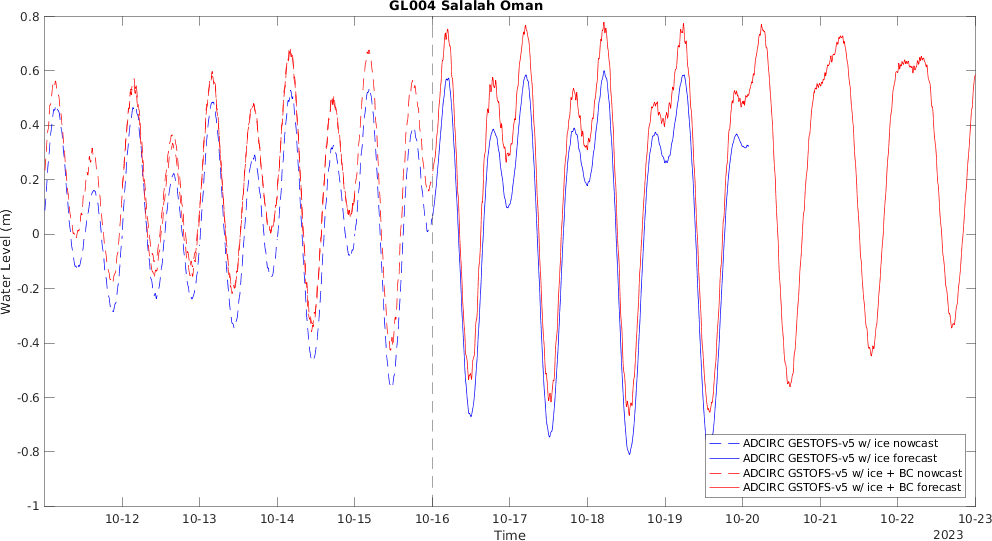 GL004 Salalah Oman
Water Level (m)
0.8
0.6
0.4
0.2
0
-0.2
-0.4
-0.6
-0.8
-1
ADCIRC GESTOFS-v5 w/ ice nowcast
ADCIRC GESTOFS-v5 w/ ice forecast
ADCIRC GSTOFS-v5 w/ ice + BC nowcast
ADCIRC GSTOFS-v5 w/ ice + BC forecast
10-12 10-13 10-14 10-15 10-16 10-17 10-18 10-19 10-20 10-21 10-22 10-23
Time
2023